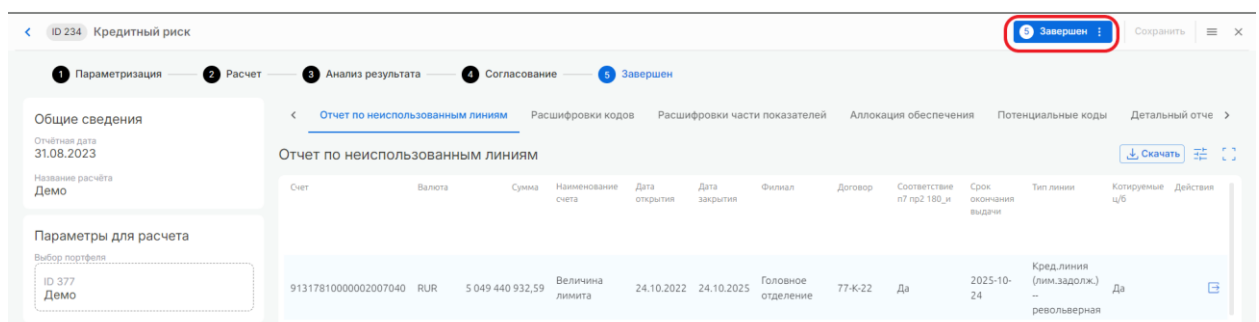 ID 234 Кредитный риск 5 Завершен Сохранить
1 Параметризация 2 Расчет 3 Анализ результата 4 Согласование 5 Завершен
Общие сведения
Отчётная дата
31.08.2023
Название расчёта
Демо
Параметры для расчета
Выбор портфеля
ID 377
Демо
Отчет по неиспользованным линиям Расшифровки кодов Расшифровки части показателей Аллокация обеспечения Потенциальные коды Детальный отче
Отчет по неиспользованным линиям Скачать
Счет Валюта Сумма Наименование Дата Дата Филиал Договор Соответствие Срок Тип линии Котируемые Действия
счета открытия закрытия п7 пр2 180_и окончания ц/б
выдачи
Кред.линия
91317810000002007040 RUR 5 049 440 932,59 Величина 24.10.2022 24.10.2025 Головное 77-К-22 Да 2025-10- (лим.задолж.) Да
лимита отделение 24 --
револьверная